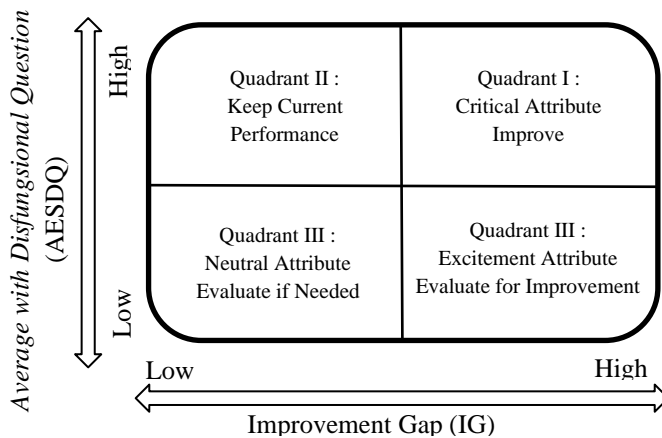 Average with Disfungsional Question
(AESDQ)
High
Low
Quadrant II :
Keep Current
Performance
Quadrant I :
Critical Attribute
Improve
Quadrant III :
Neutral Attribute
Evaluate if Needed
Quadrant III :
Excitement Attribute
Evaluate for Improvement
Low
High
Improvement Gap (IG)